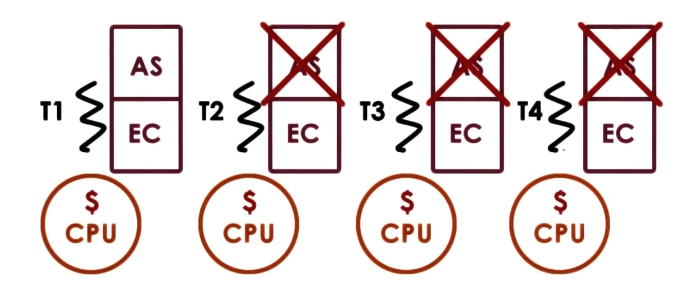 AS AS AS AS
T1 T2 T3 T4
EC EC EC EC
$ $ $ $
CPU CPU CPU CPU